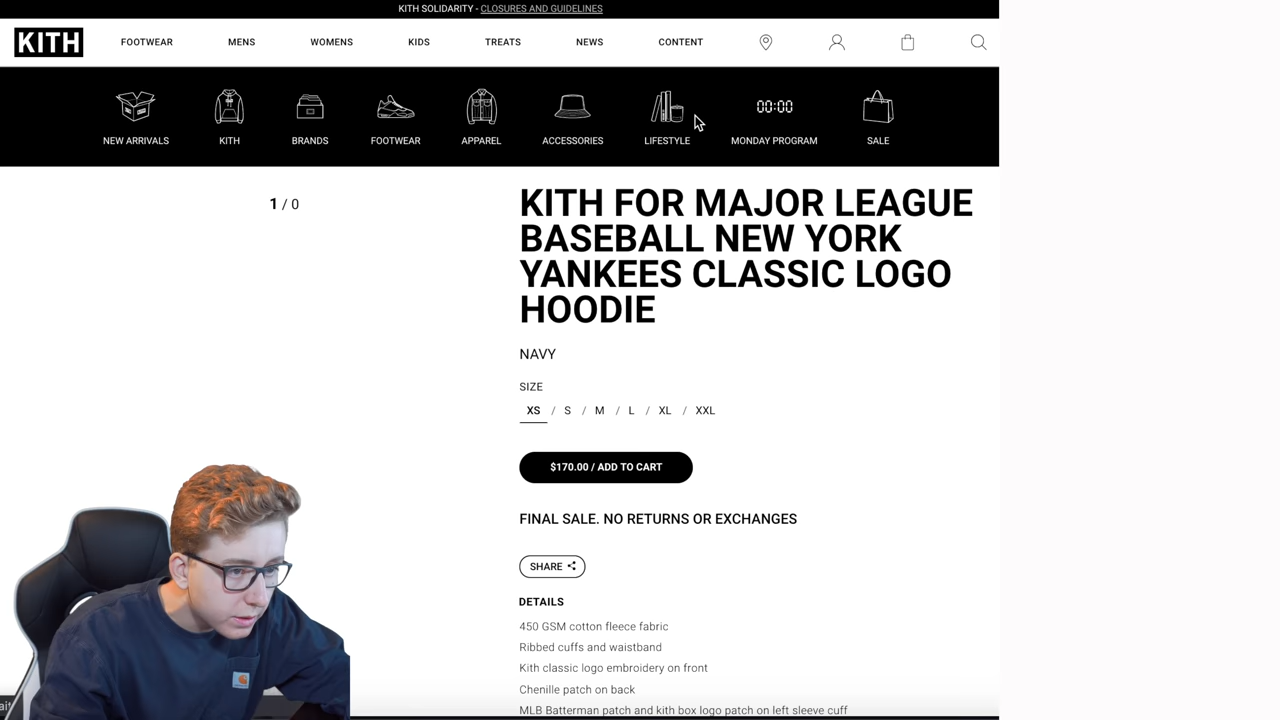 KITH SOLIDARITY - CLOSURES AND GUIDELINES
KITH FOOTWEAR MENS WOMENS KIDS TREATS NEWS CONTENT
00:00
NEW ARRIVALS KITH BRANDS FOOTWEAR APPAREL ACCESSORIES LIFESTYLE MONDAY PROGRAM SALE
1 / 0
KITH FOR MAJOR LEAGUE
BASEBALL NEW YORK
YANKEES CLASSIC LOGO
HOODIE
NAVY
SIZE
XS / S / M / L / XL / XXL
$170.00 / ADD TO CART
FINAL SALE. NO RETURNS OR EXCHANGES
SHARE
DETAILS
450 GSM cotton fleece fabric
Ribbed cuffs and waistband
Kith classic logo embroidery on front
Chenille patch on back
MLB Batterman patch and kith box logo patch on left sleeve cuff